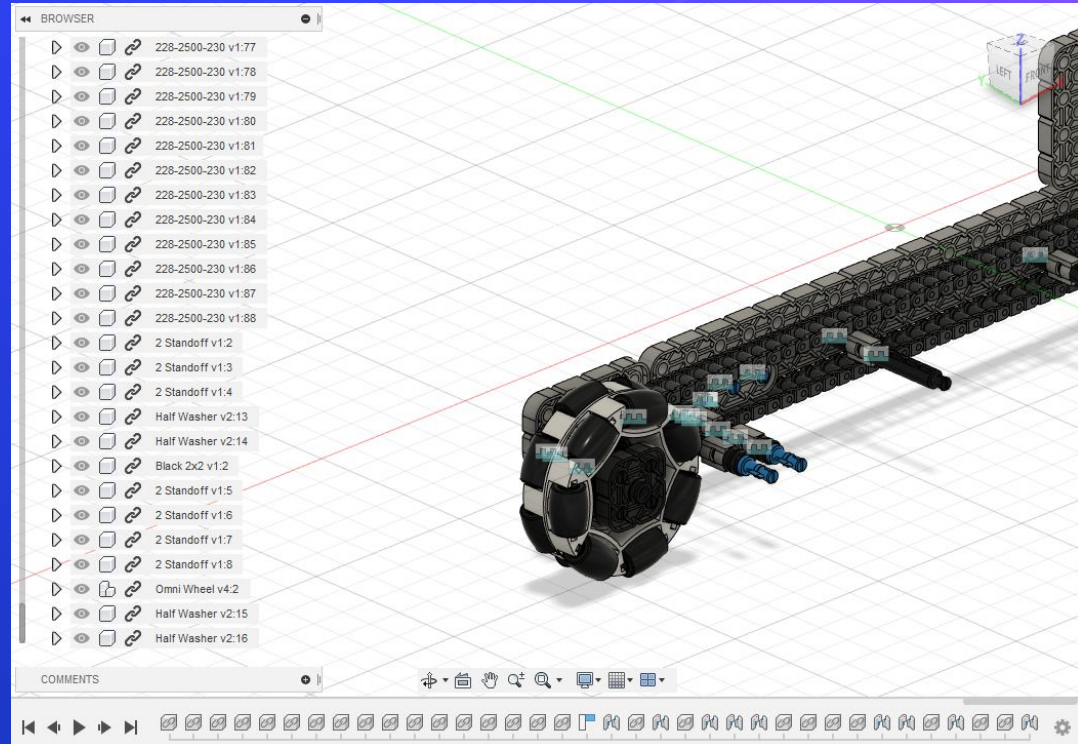 BROWSER
228-2500-230 v1:77
228-2500-230 v1:78
228-2500-230 v1:79
228-2500-230 v1:80
228-2500-230 v1:81
228-2500-230 v1:82
228-2500-230 v1:83
228-2500-230 v1:84
228-2500-230 v1:85
228-2500-230 v1:86
228-2500-230 v1:87
228-2500-230 v1:88
2 Standoff v1:2
2 Standoff v1:3
2 Standoff v1:4
Half Washer v2:13
Half Washer v2:14
Black 2x2 v1:2
2 Standoff v1:5
2 Standoff v1:6
2 Standoff v1:7
2 Standoff v1:8
Omni Wheel v4:2
Half Washer v2:15
Half Washer v2:16
COMMENTS
Z
LEFT
FRONT
Y